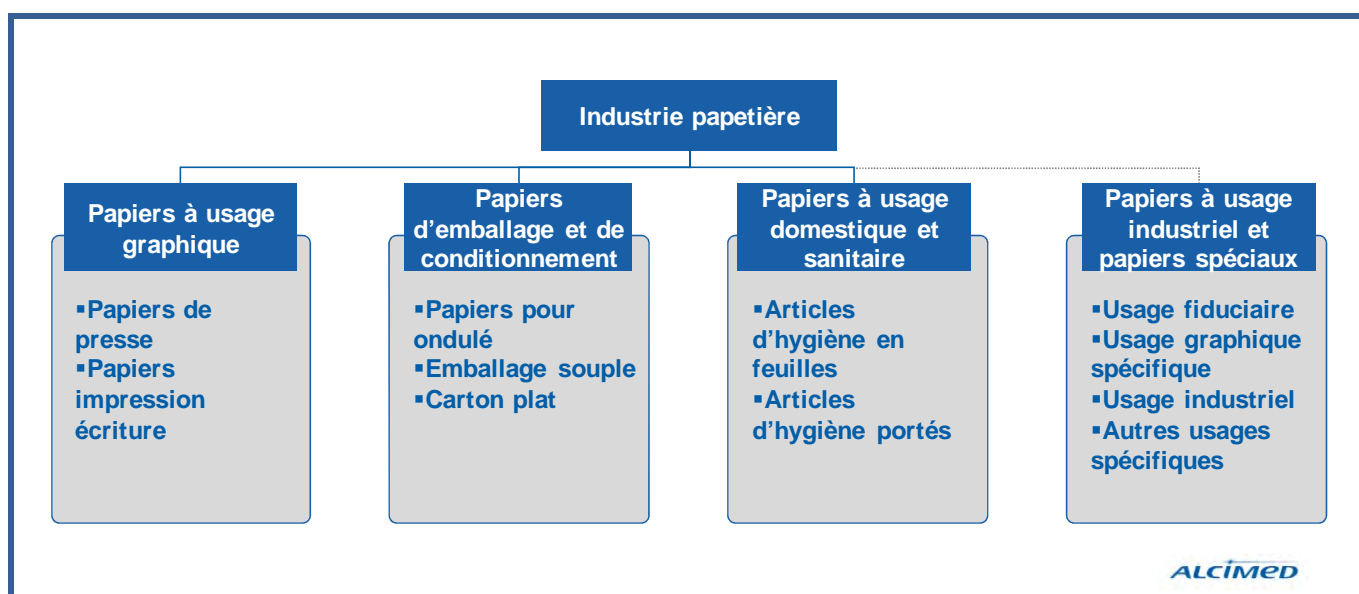 Industrie papetière
Papiers à usage
graphique
▪Papiers de
presse
▪Papiers
impression
écriture
Papiers
d’emballage et de
conditionnement
▪Papiers pour
ondulé
▪Emballage souple
▪Carton plat
Papiers à usage
domestique et
sanitaire
▪Articles
d’hygiène en
feuilles
▪Articles
d’hygiène portés
Papiers à usage
industriel et
papiers spéciaux
▪Usage fiduciaire
▪Usage graphique
spécifique
▪Usage industriel
▪Autres usages
spécifiques
ALCIMED